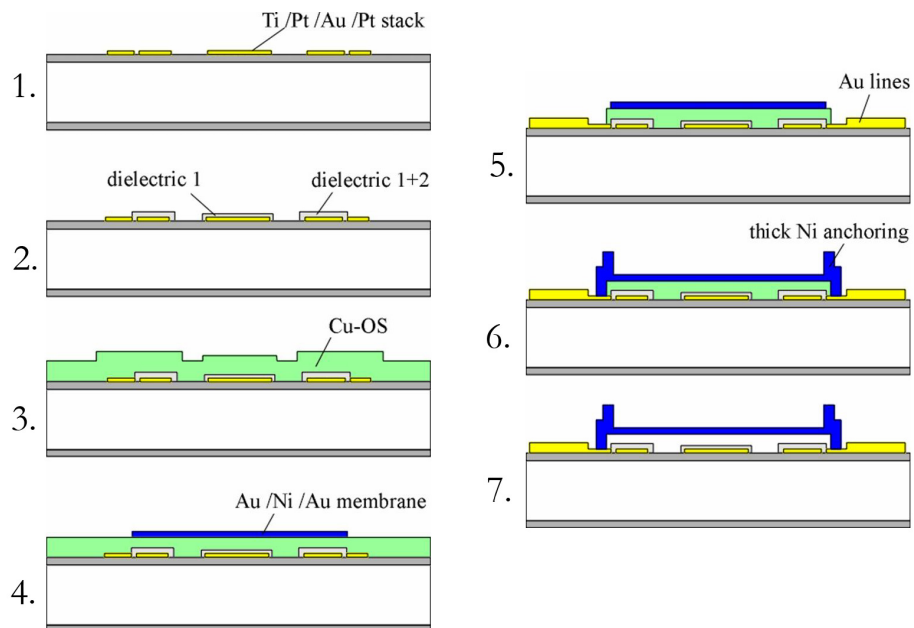 Ti /Pt /Au /Pt stack
1.
dielectric 1
dielectric 1+2
2.
Cu-OS
3.
Au /Ni /Au membrane
4.
Au lines
5.
thick Ni anchoring
6.
7.